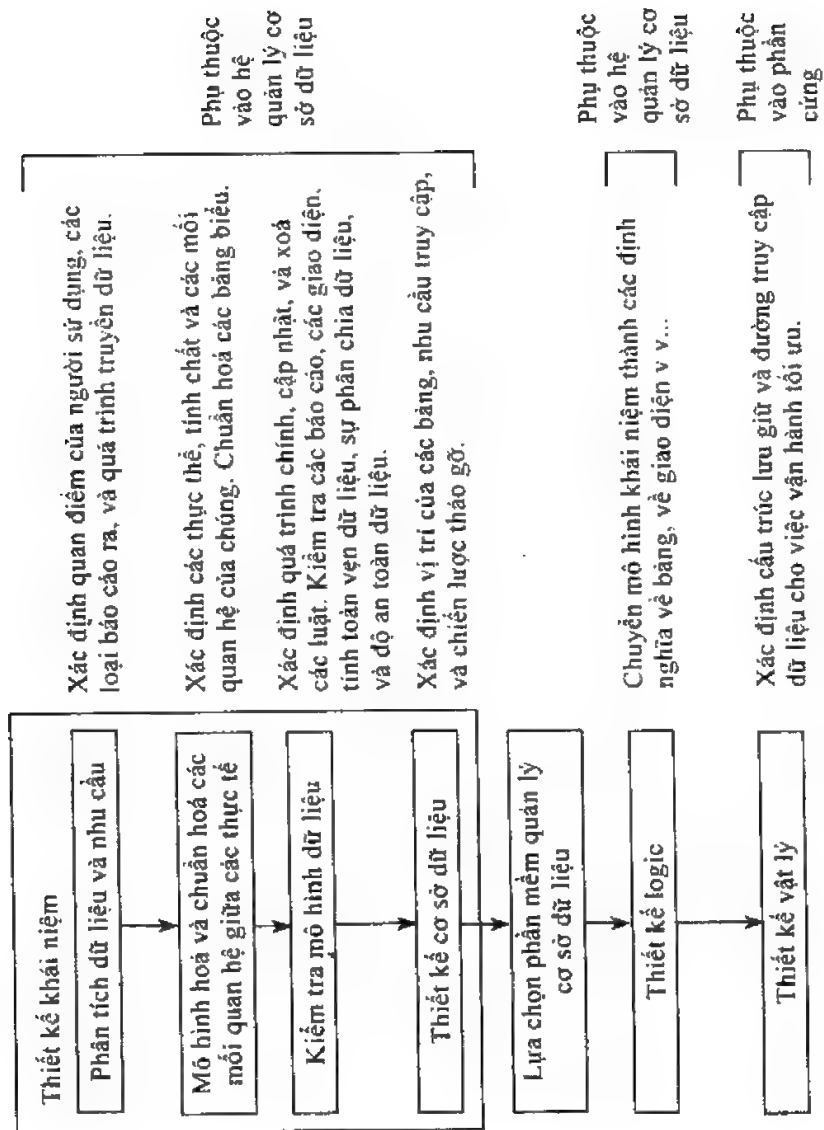 Thiết kế khái niệm
Phân tích dữ liệu và nhu cầu
Xác định quan điểm của người sử dụng, các
loại báo cáo ra, và quá trình truyền dữ liệu.
Mô hình hoá và chuẩn hoá các
mối quan hệ giữa các thực tế
Xác định các thực thể, tính chất và các mối
quan hệ của chúng. Chuẩn hoá các bảng biểu.
Kiểm tra mô hình dữ liệu
Xác định quá trình chính, cập nhật, và xoá
các luật. Kiểm tra các báo cáo, các giao diện.
tính toàn vẹn dữ liệu, sự phân chia dữ liệu,
và độ an toàn dữ liệu.
Thiết kế cơ sở dữ liệu
Xác định vị trí của các bảng, nhu cầu truy cập,
và chiến lược tháo gỡ.
Phụ thuộc
vào hệ
quản lý cơ
sở dữ liệu
Lựa chọn phần mềm quản lý
cơ sở dữ liệu
Thiết kế logic
Chuyển mô hình khái niệm thành các định
nghĩa về bảng, về giao diện v v...
Phụ thuộc
vào hệ
quản lý cơ
sở dữ liệu
Thiết kế vật lý
Xác định cấu trúc lưu giữ và đường truy cập
dữ liệu cho việc vận hành tối ưu.
Phụ thuộc
vào phần
cứng